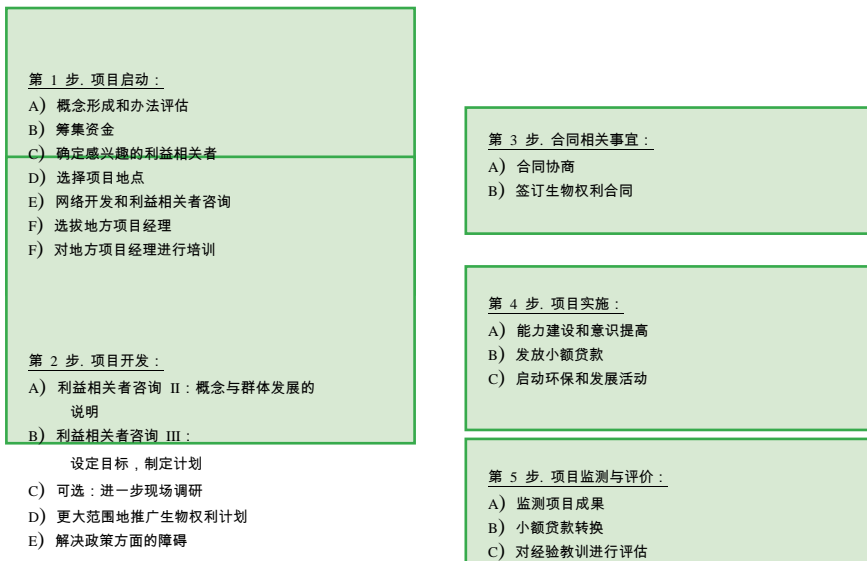 第 1 步. 项目启动：
A) 概念形成和办法评估
B) 筹集资金
C) 确定感兴趣的利益相关者
D) 选择项目地点
E) 网络开发和利益相关者咨询
F) 选拔地方项目经理
F) 对地方项目经理进行培训
第 2 步. 项目开发：
A) 利益相关者咨询 II：概念与群体发展的
说明
B) 利益相关者咨询 III：
设定目标，制定计划
C) 可选：进一步现场调研
D) 更大范围地推广生物权利计划
E) 解决政策方面的障碍
第 3 步. 合同相关事宜：
A) 合同协商
B) 签订生物权利合同
第 4 步. 项目实施：
A) 能力建设和意识提高
B) 发放小额贷款
C) 启动环保和发展活动
第 5 步. 项目监测与评价：
A) 监测项目成果
B) 小额贷款转换
C) 对经验教训进行评估